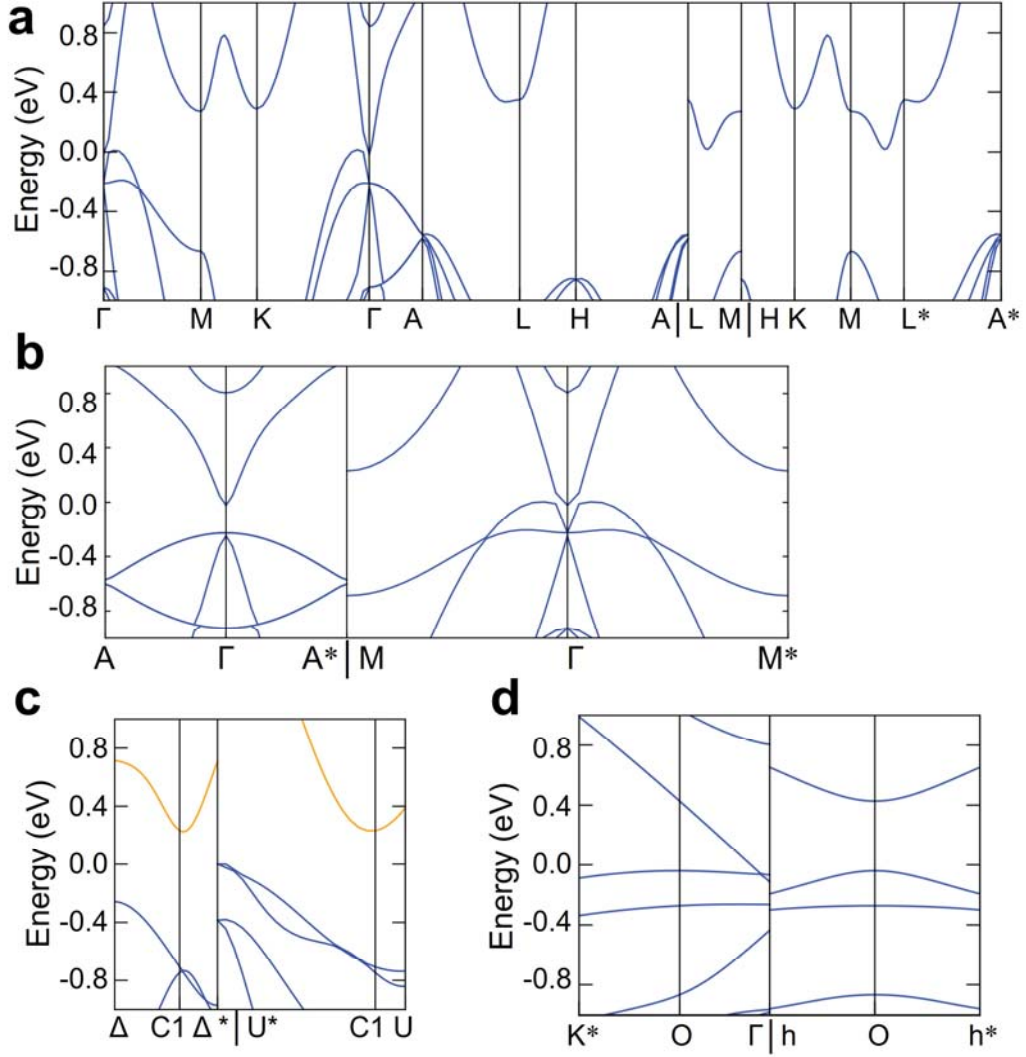 a
Energy (eV)
0.8
0.4
0.0
-0.4
-0.8
Γ M K Γ A L H A | L M | H K M L* A*
b
Energy (eV)
0.8
0.4
0.0
-0.4
-0.8
A Γ A* | M Γ M*
c
Energy (eV)
0.8
0.4
0.0
-0.4
-0.8
Δ C1 Δ * | U* C1 U
d
Energy (eV)
0.8
0.4
0.0
-0.4
-0.8
K* O Γ | h O h*